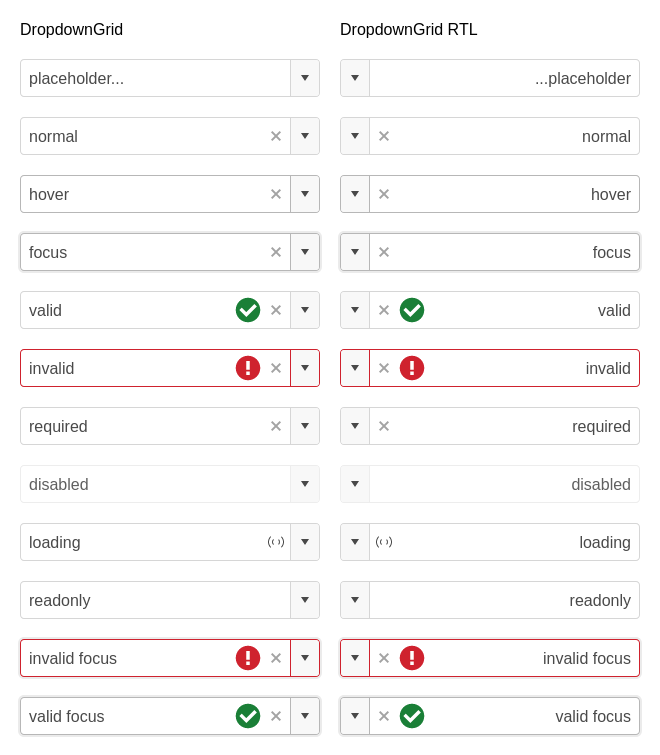 DropdownGrid DropdownGrid RTL
placeholder... ...placeholder
normal normal
hover hover
focus focus
valid valid
invalid invalid
required required
disabled disabled
loading loading
readonly readonly
invalid focus invalid focus
valid focus valid focus